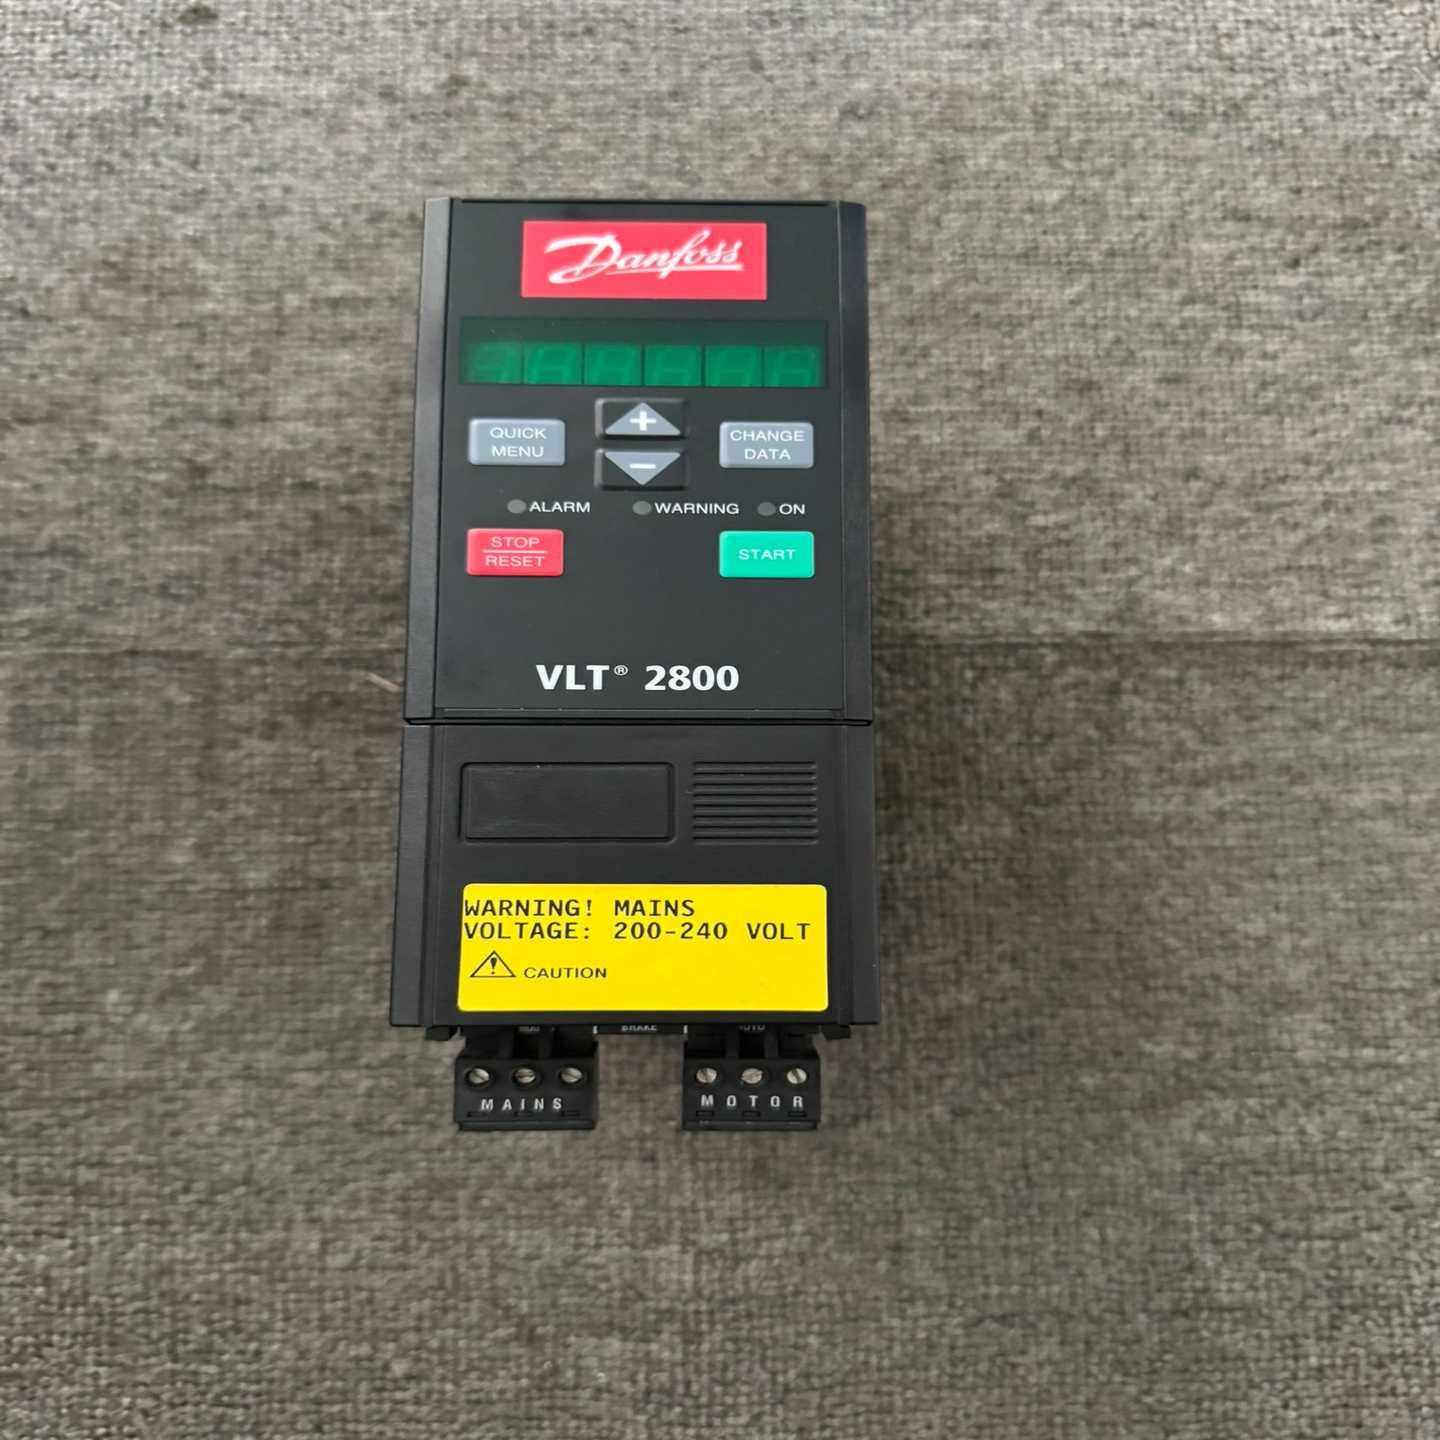 Danfoss
QUICK
MENU
+
CHANGE
DATA
-
ALARM
WARNING
ON
STOP
RESET
START
VLT® 2800
WARNING! MAINS
VOLTAGE: 200-240 VOLT
! CAUTION
BRAKE
MAINS
MOTOR